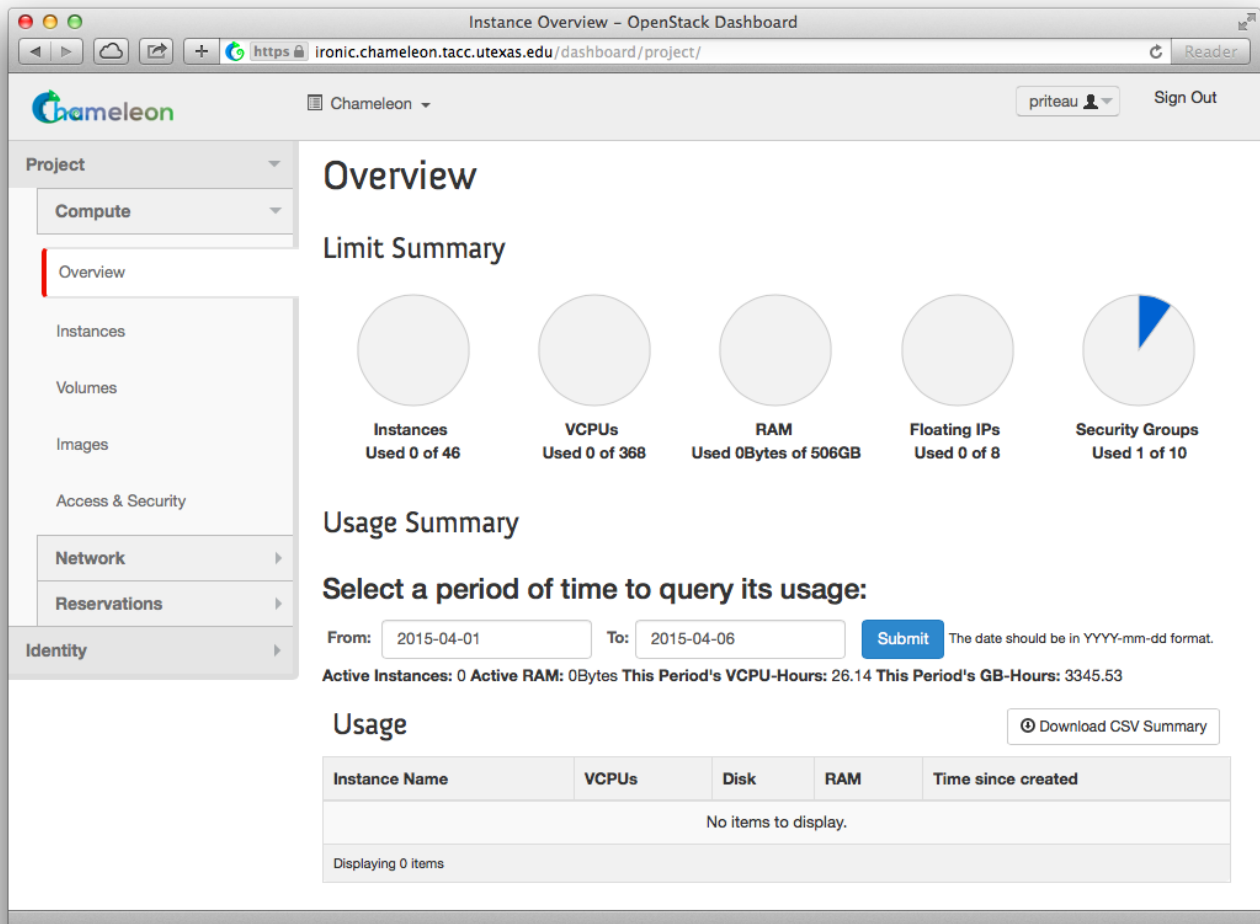 Instance Overview – OpenStack Dashboard
https ironic.chameleon.tacc.utexas.edu/dashboard/project/
Reader
Chameleon
Chameleon
priteau
Sign Out
Project
Compute
Overview
Instances
Volumes
Images
Access & Security
Network
Reservations
Identity
Overview
Limit Summary
Instances
Used 0 of 46
VCPUs
Used 0 of 368
RAM
Used 0Bytes of 506GB
Floating IPs
Used 0 of 8
Security Groups
Used 1 of 10
Usage Summary
Select a period of time to query its usage:
From: 2015-04-01 To: 2015-04-06 Submit The date should be in YYYY-mm-dd format.
Active Instances: 0 Active RAM: 0Bytes This Period's VCPU-Hours: 26.14 This Period's GB-Hours: 3345.53
Usage
Download CSV Summary
Instance Name VCPUs Disk RAM Time since created
No items to display.
Displaying 0 items